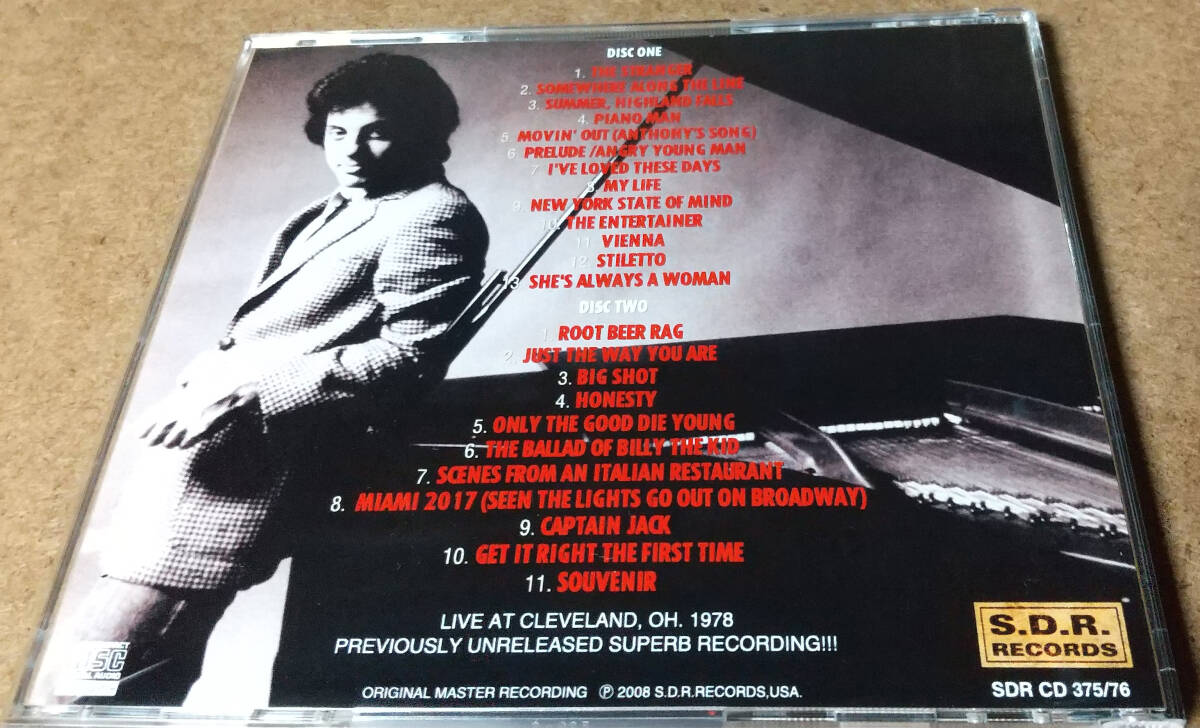 DISC ONE
1. THE STRANGER
2. SOMEWHERE ALONG THE LINE
3. SUMMER, HIGHLAND FALLS
4. PIANO MAN
5 MOVIN' OUT (ANTHONY'S SONG)
6 PRELUDE /ANGRY YOUNG MAN
7 I'VE LOVED THESE DAYS
8 MY LIFE
9. NEW YORK STATE OF MIND
10. THE ENTERTAINER
11 VIENNA
12 STILETTO
13 SHE'S ALWAYS A WOMAN
DISC TWO
1. ROOT BEER RAG
2. JUST THE WAY YOU ARE
3. BIG SHOT
4. HONESTY
5. ONLY THE GOOD DIE YOUNG
6. THE BALLAD OF BILLY THE KID
7. SCENES FROM AN ITALIAN RESTAURANT
8. MIAMI 2017 (SEEN THE LIGHTS GO OUT ON BROADWAY)
9. CAPTAIN JACK
10. GET IT RIGHT THE FIRST TIME
11. SOUVENIR
LIVE AT CLEVELAND, OH. 1978
PREVIOUSLY UNRELEASED SUPERB RECORDING!!!
ORIGINAL MASTER RECORDING ℗ 2008 S.D.R.RECORDS,USA.
S.D.R.
RECORDS
SDR CD 375/76